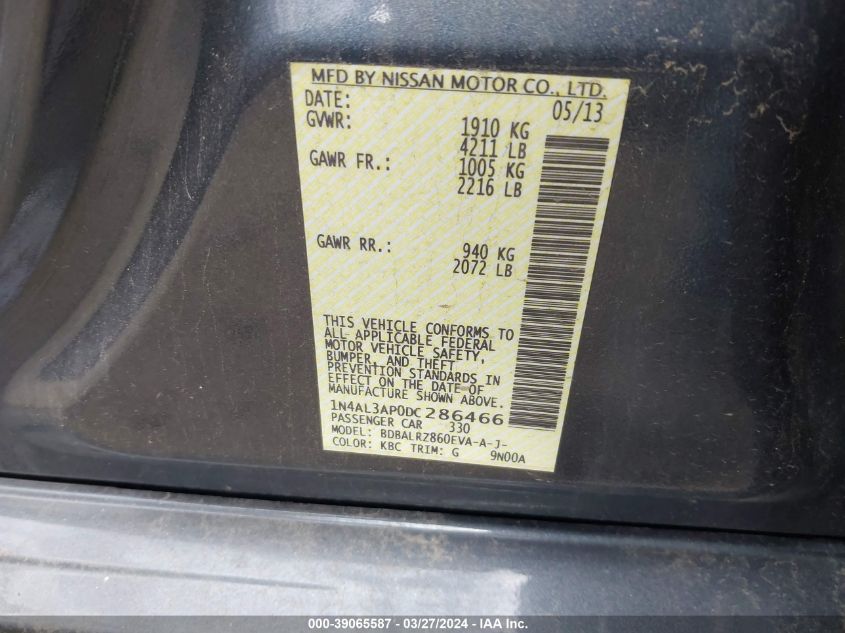 MFD BY NISSAN MOTOR CO., LTD.
DATE: 05/13
GVWR: 1910 KG
4211 LB
GAWR FR.: 1005 KG
2216 LB
GAWR RR.: 940 KG
2072 LB
THIS VEHICLE CONFORMS TO
ALL APPLICABLE FEDERAL
MOTOR VEHICLE SAFETY,
BUMPER, AND THEFT
PREVENTION STANDARDS IN
EFFECT ON THE DATE OF
MANUFACTURE SHOWN ABOVE.
1N4AL3AP0DC286466
PASSENGER CAR 330
MODEL: BDBALRZ860EVA-A-J-
COLOR: KBC TRIM: G 9N00A
000-39065587 - 03/27/2024 - IAA Inc.